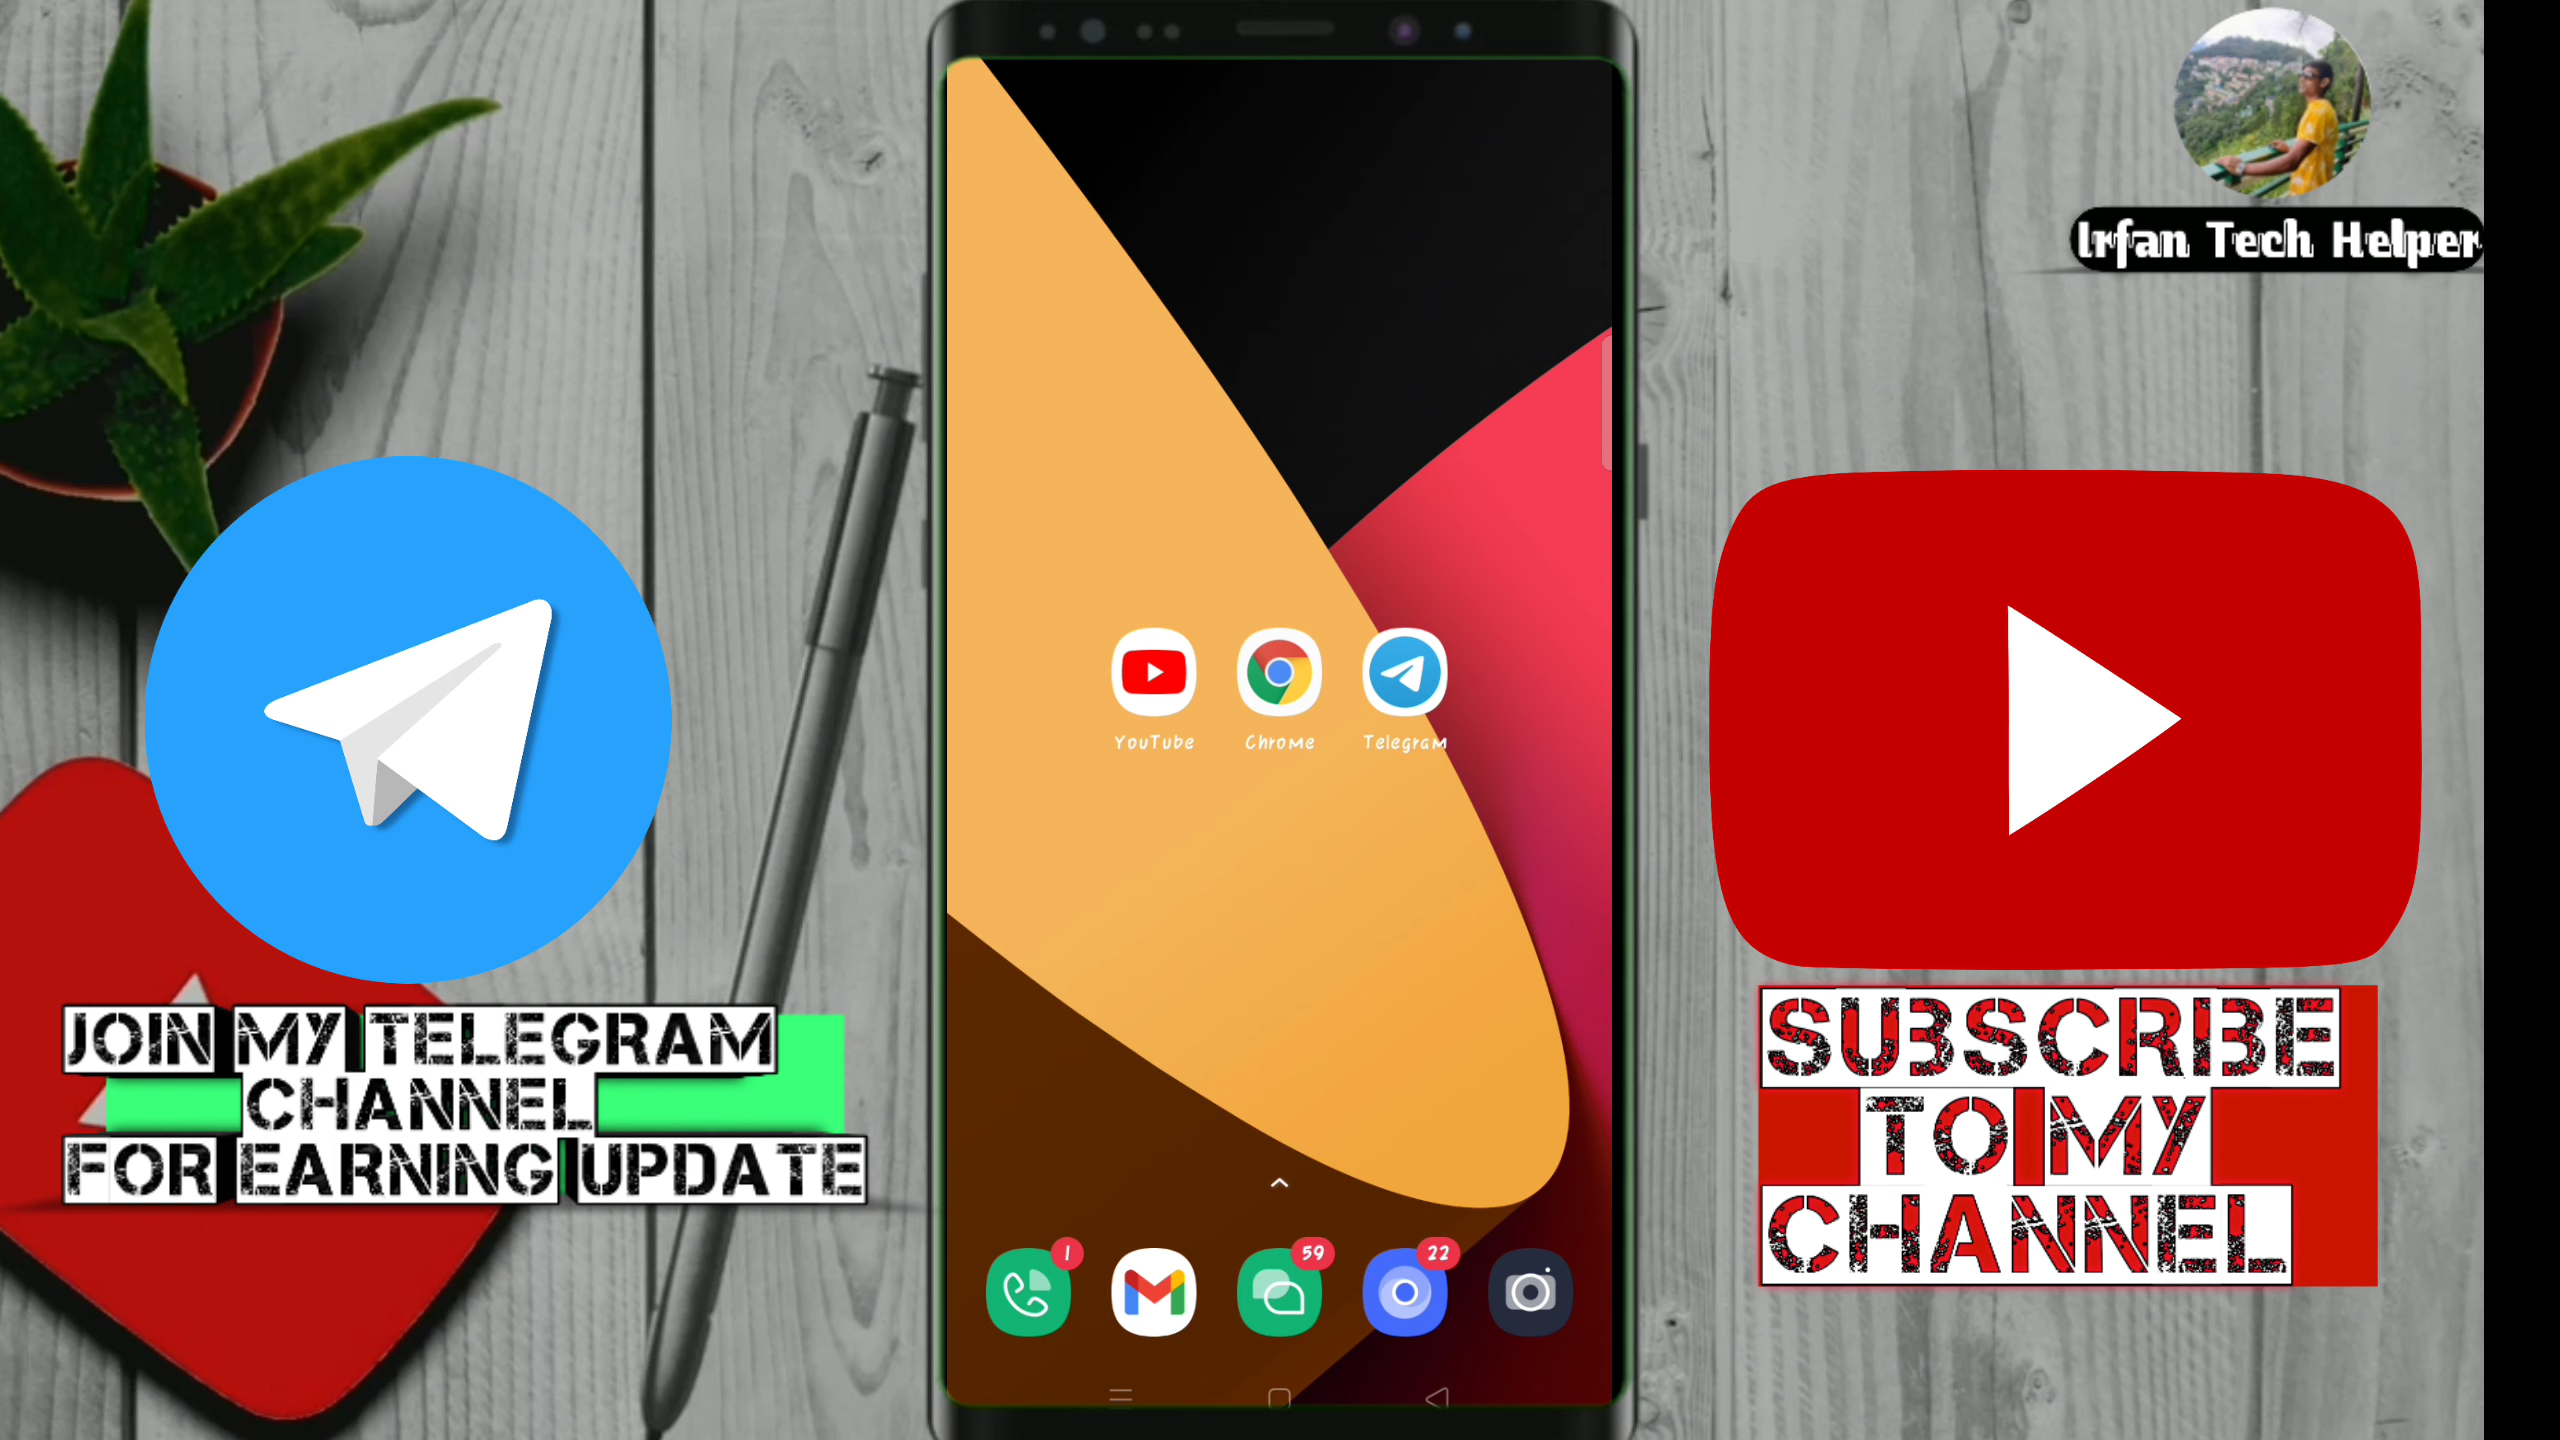 Irfan Tech Helper
YouTube
Chrome
Telegram
JOIN MY TELEGRAM
CHANNEL
FOR EARNING UPDATE
SUBSCRIBE
TO MY
CHANNEL
1
59
22